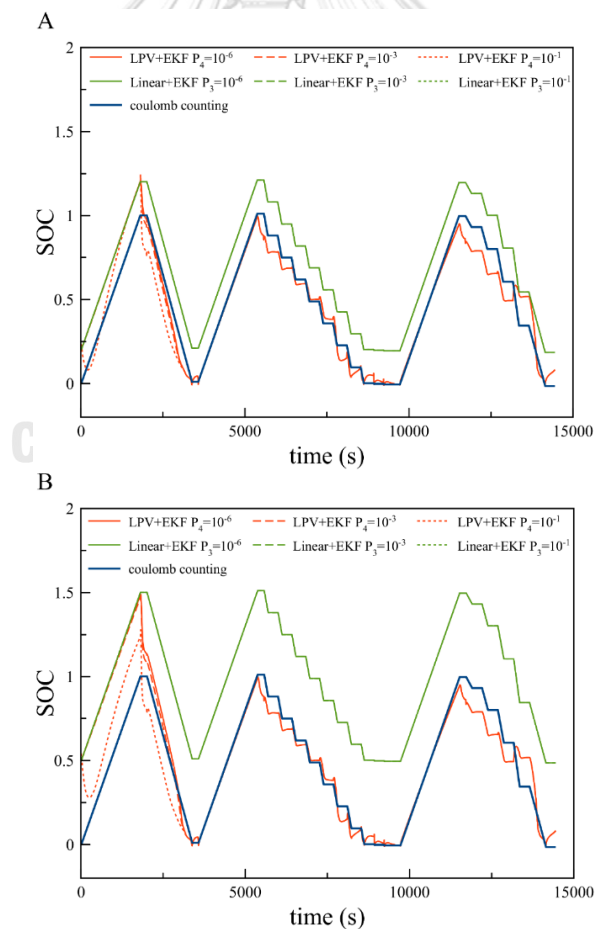 A
2
LPV+EKF P₄=10⁻⁶ LPV+EKF P₄=10⁻³ LPV+EKF P₄=10⁻¹
Linear+EKF P₃=10⁻⁶ Linear+EKF P₃=10⁻³ Linear+EKF P₃=10⁻¹
coulomb counting
1.5
1
0.5
0
SOC
0 5000 10000 15000
time (s)
B
2
LPV+EKF P₄=10⁻⁶ LPV+EKF P₄=10⁻³ LPV+EKF P₄=10⁻¹
Linear+EKF P₃=10⁻⁶ Linear+EKF P₃=10⁻³ Linear+EKF P₃=10⁻¹
coulomb counting
1.5
1
0.5
0
SOC
0 5000 10000 15000
time (s)